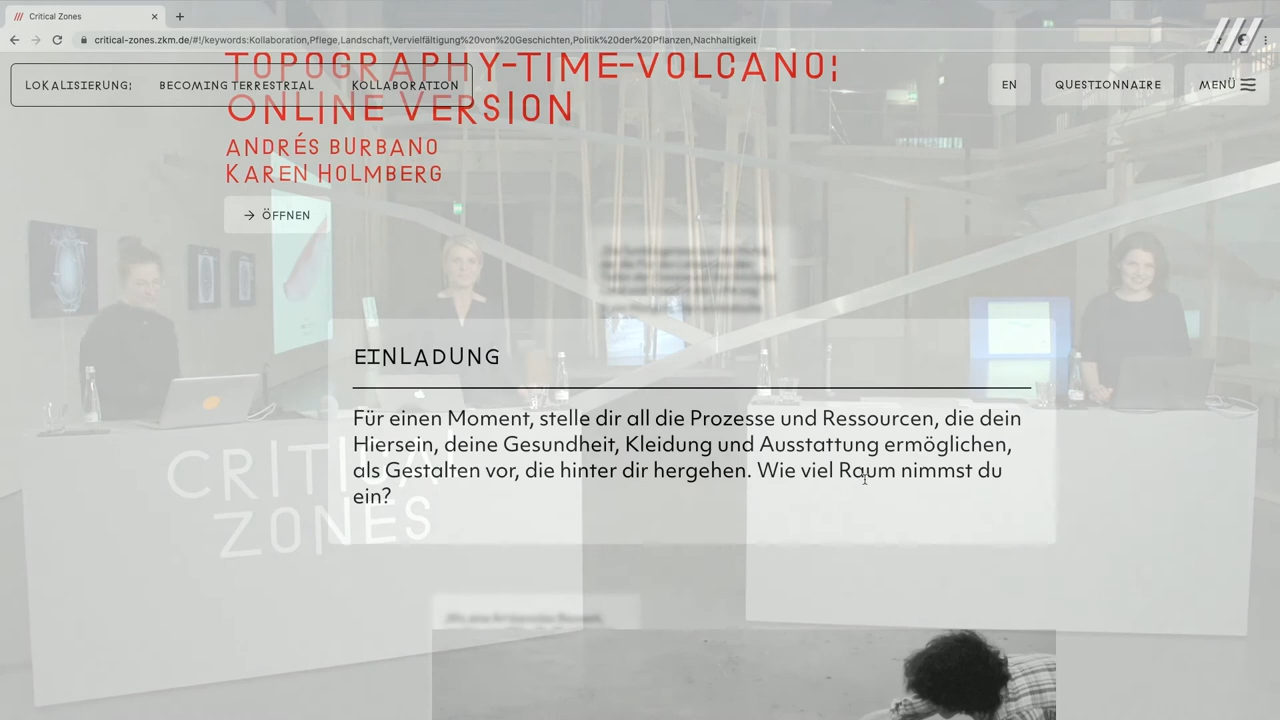 Critical Zones
critical-zones.zkm.de/#!/keywords:Kollaboration,Pflege,Landschaft,Vervielfältigung%20von%20Geschichten,Politik%20der%20Pflanzen,Nachhaltigkeit
TOPOGRAPHY-TIME-VOLCANO:
LOKALISIERUNG: BECOMING TERRESTRIAL KOLLABORATION
EN QUESTIONNAIRE MENÜ
ONLINE VERSION
ANDRÉS BURBANO
KAREN HOLMBERG
→ ÖFFNEN
EINLADUNG
Für einen Moment, stelle dir all die Prozesse und Ressourcen, die dein
Hiersein, deine Gesundheit, Kleidung und Ausstattung ermöglichen,
als Gestalten vor, die hinter dir hergehen. Wie viel Raum nimmst du
ein?
CRITICAL
ZONES